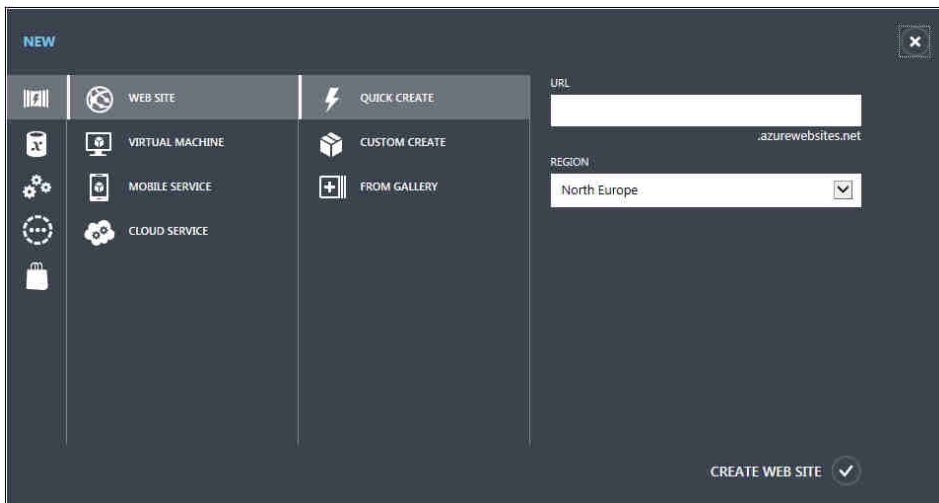 NEW
WEB SITE
VIRTUAL MACHINE
MOBILE SERVICE
CLOUD SERVICE
QUICK CREATE
CUSTOM CREATE
FROM GALLERY
URL
.azurewebsites.net
REGION
North Europe
CREATE WEB SITE